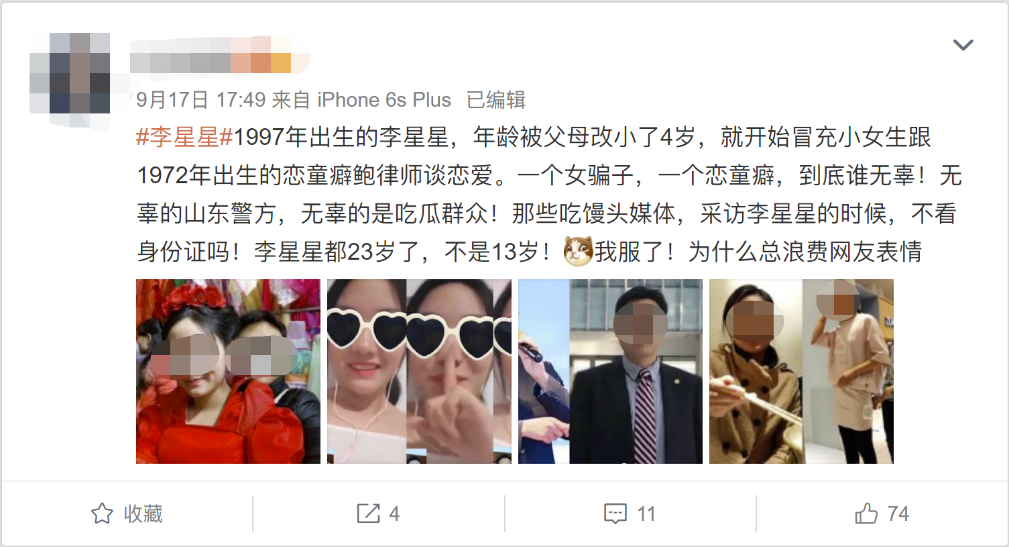 9月17日 17:49 来自 iPhone 6s Plus 已编辑
#李星星#1997年出生的李星星，年龄被父母改小了4岁，就开始冒充小女生跟
1972年出生的恋童癖鲍律师谈恋爱。一个女骗子，一个恋童癖，到底谁无辜！无
辜的山东警方，无辜的是吃瓜群众！那些吃馒头媒体，采访李星星的时候，不看
身份证吗！李星星都23岁了，不是13岁！我服了！为什么总浪费网友表情
收藏
4
11
74